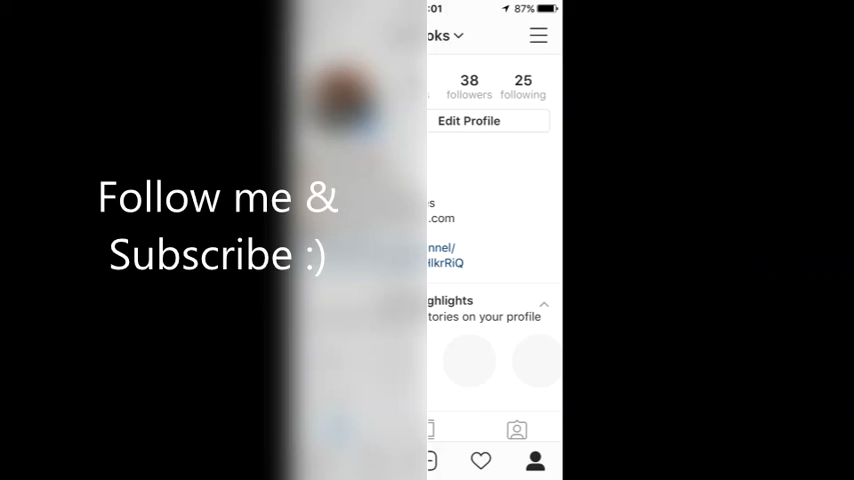 :01 87%
oks
38 25
followers following
Edit Profile
Follow me &
Subscribe :)
s
.com
nnel/
HlkrRiQ
ghlights
tories on your profile